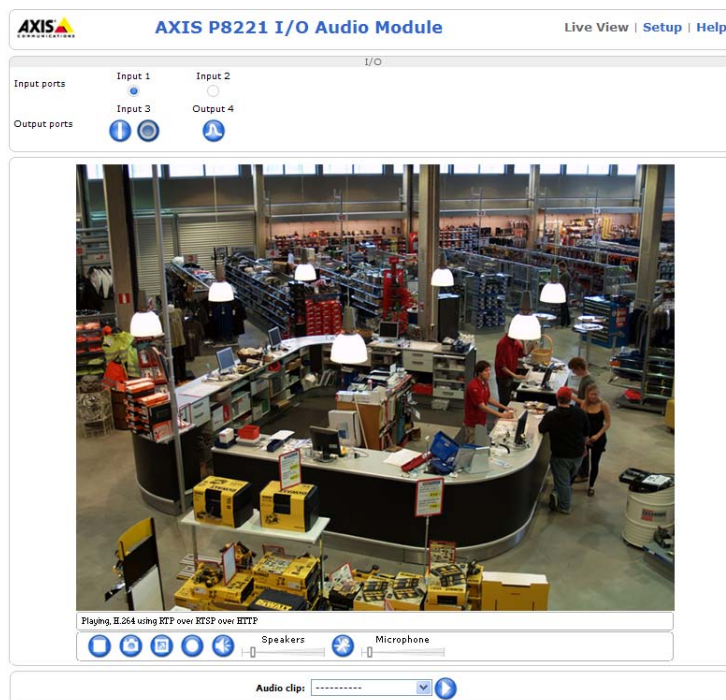 AXIS
COMMUNICATIONS
AXIS P8221 I/O Audio Module
Live View | Setup | Help
I/O
Input ports
Input 1
Input 2
Output ports
Input 3
Output 4
DEWALT
Playing, H.264 using RTP over RTSP over HTTP
Speakers
Microphone
Audio clip:
----------